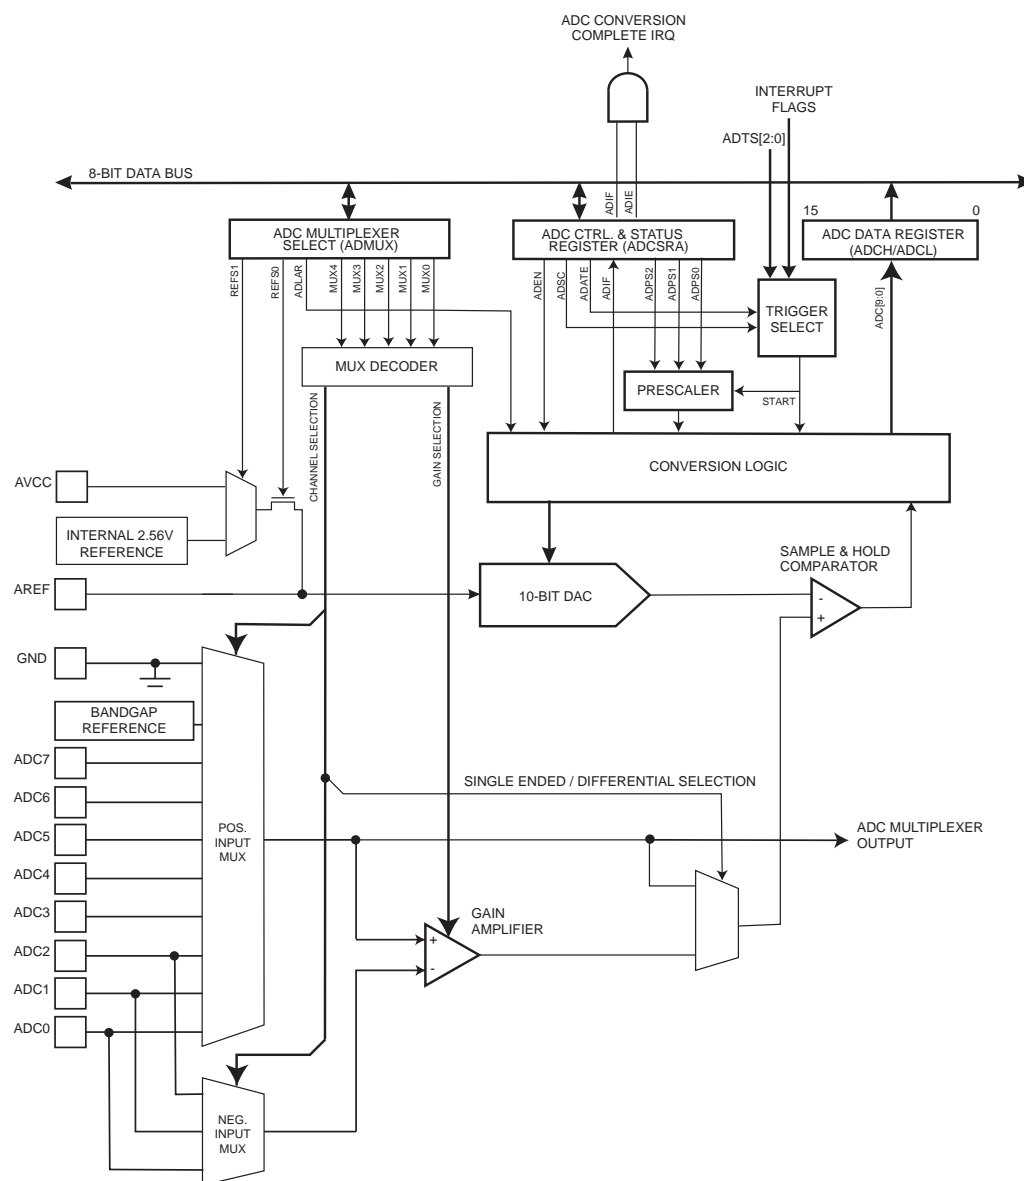 ADC CONVERSION
COMPLETE IRQ
INTERRUPT
FLAGS
ADTS[2:0]
8-BIT DATA BUS
ADIF
ADIE
15
0
ADC MULTIPLEXER
SELECT (ADMUX)
ADC CTRL. & STATUS
REGISTER (ADCSRA)
ADC DATA REGISTER
(ADCH/ADCL)
REFS1
REFS0
ADLAR
MUX4
MUX3
MUX2
MUX1
MUX0
ADEN
ADSC
ADATE
ADIF
ADPS2
ADPS1
ADPS0
ADC[9:0]
TRIGGER
SELECT
MUX DECODER
PRESCALER
START
CHANNEL SELECTION
GAIN SELECTION
CONVERSION LOGIC
AVCC
INTERNAL 2.56V
REFERENCE
AREF
10-BIT DAC
SAMPLE & HOLD
COMPARATOR
-
+
GND
BANDGAP
REFERENCE
ADC7
ADC6
ADC5
ADC4
ADC3
ADC2
ADC1
ADC0
POS.
INPUT
MUX
SINGLE ENDED / DIFFERENTIAL SELECTION
ADC MULTIPLEXER
OUTPUT
GAIN
AMPLIFIER
+
-
NEG.
INPUT
MUX